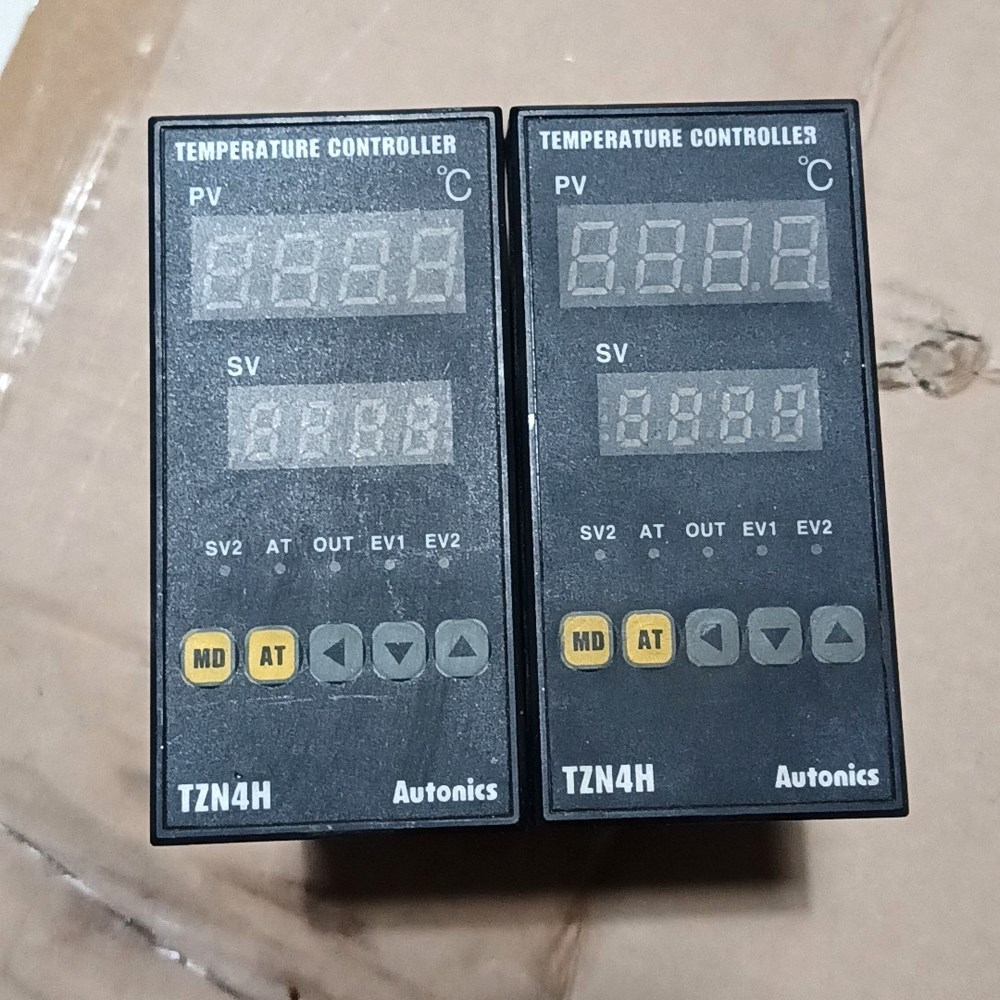 TEMPERATURE CONTROLLER
PV °C
SV
SV2 AT OUT EV1 EV2
MD AT
TZN4H Autonics
TEMPERATURE CONTROLLER
PV °C
SV
SV2 AT OUT EV1 EV2
MD AT
TZN4H Autonics